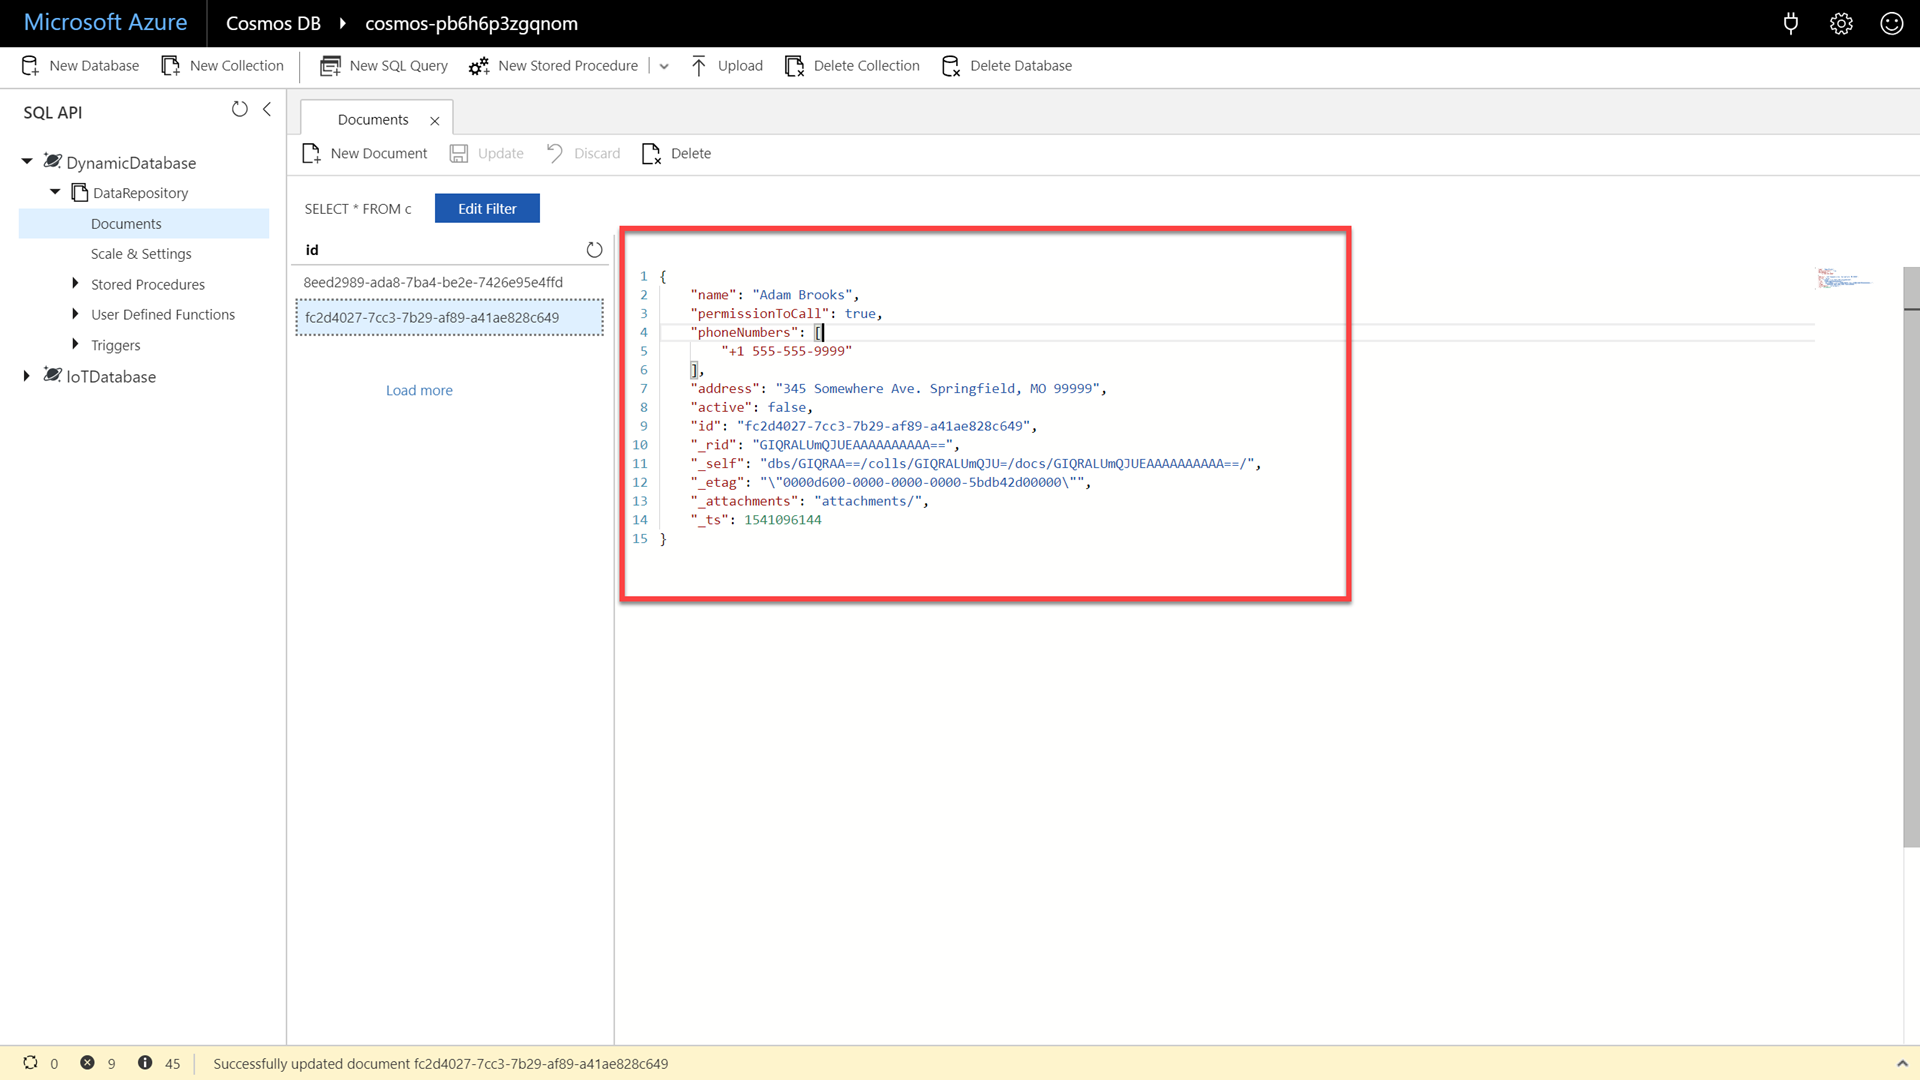 Microsoft Azure
Cosmos DB
cosmos-pb6h6p3zgqnom
New Database
New Collection
New SQL Query
New Stored Procedure
Upload
Delete Collection
Delete Database
SQL API
DynamicDatabase
DataRepository
Documents
Scale & Settings
Stored Procedures
User Defined Functions
Triggers
IoTDatabase
Documents
New Document
Update
Discard
Delete
SELECT * FROM c
Edit Filter
id
8eed2989-ada8-7ba4-be2e-7426e95e4ffd
fc2d4027-7cc3-7b29-af89-a41ae828c649
Load more
1 {
2 "name": "Adam Brooks",
3 "permissionToCall": true,
4 "phoneNumbers": [
5 "+1 555-555-9999"
6 ],
7 "address": "345 Somewhere Ave. Springfield, MO 99999",
8 "active": false,
9 "id": "fc2d4027-7cc3-7b29-af89-a41ae828c649",
10 "_rid": "GIQRALUmQJUEAAAAAAAAAA==",
11 "_self": "dbs/GIQRAA==/colls/GIQRALUmQJU=/docs/GIQRALUmQJUEAAAAAAAAAA==/",
12 "_etag": "\"0000d600-0000-0000-0000-5bdb42d00000\"",
13 "_attachments": "attachments/",
14 "_ts": 1541096144
15 }
0
9
45
Successfully updated document fc2d4027-7cc3-7b29-af89-a41ae828c649